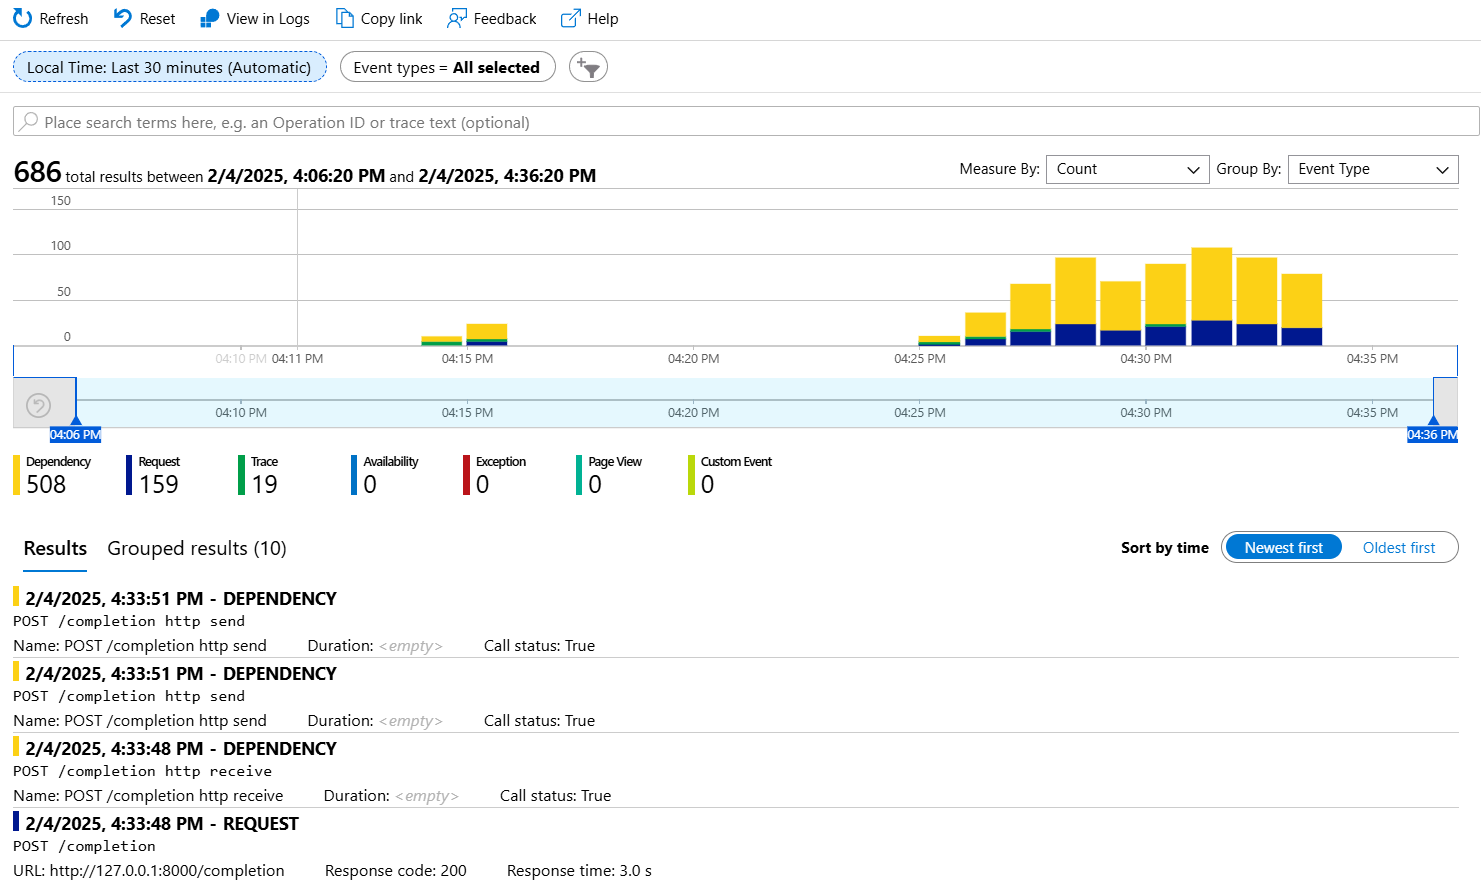 Refresh Reset View in Logs Copy link Feedback Help
Local Time: Last 30 minutes (Automatic) Event types = All selected
Place search terms here, e.g. an Operation ID or trace text (optional)
686 total results between 2/4/2025, 4:06:20 PM and 2/4/2025, 4:36:20 PM Measure By: Count Group By: Event Type
150
100
50
0
04:10 PM 04:11 PM 04:15 PM 04:20 PM 04:25 PM 04:30 PM 04:35 PM
04:10 PM 04:15 PM 04:20 PM 04:25 PM 04:30 PM 04:35 PM
04:06 PM 04:36 PM
Dependency Request Trace Availability Exception Page View Custom Event
508 159 19 0 0 0 0
Results Grouped results (10) Sort by time Newest first Oldest first
2/4/2025, 4:33:51 PM - DEPENDENCY
POST /completion http send
Name: POST /completion http send Duration: <empty> Call status: True
2/4/2025, 4:33:51 PM - DEPENDENCY
POST /completion http send
Name: POST /completion http send Duration: <empty> Call status: True
2/4/2025, 4:33:48 PM - DEPENDENCY
POST /completion http receive
Name: POST /completion http receive Duration: <empty> Call status: True
2/4/2025, 4:33:48 PM - REQUEST
POST /completion
URL: http://127.0.0.1:8000/completion Response code: 200 Response time: 3.0 s